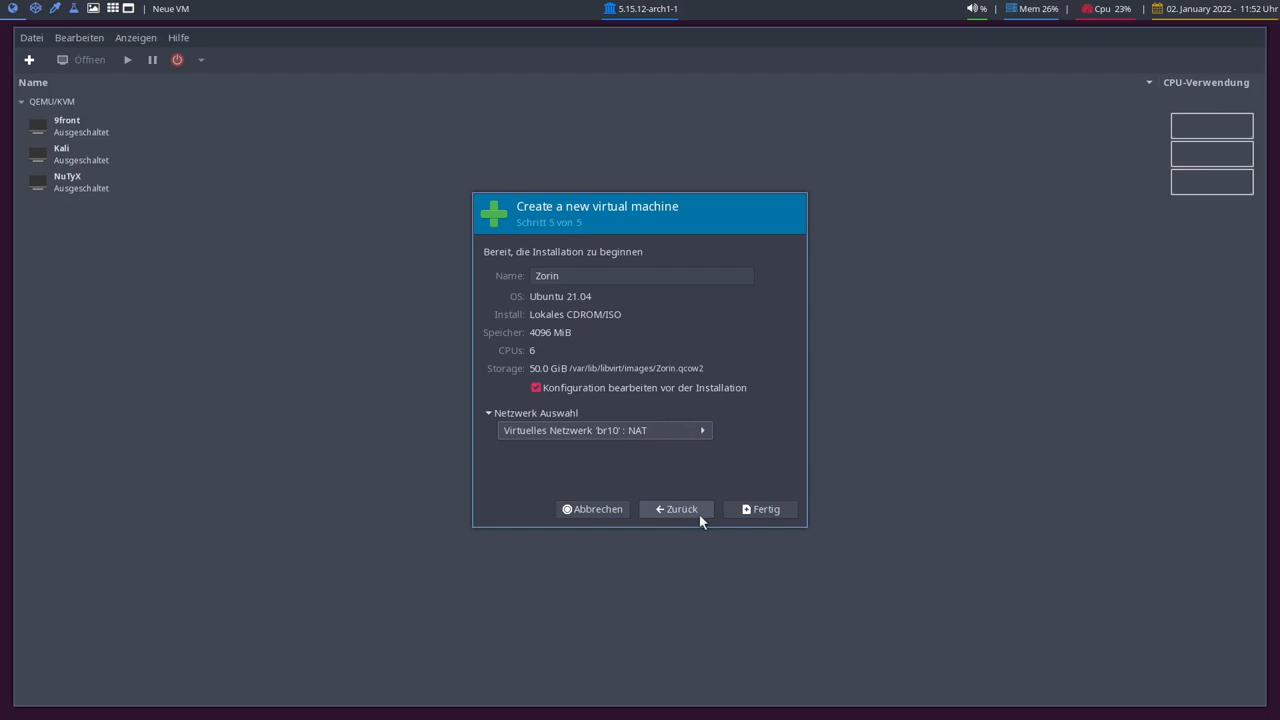 Neue VM
5.15.12-arch1-1
% | Mem 26% | Cpu 23% | 02. January 2022 - 11:52 Uhr
Datei Bearbeiten Anzeigen Hilfe
Öffnen
Name CPU-Verwendung
QEMU/KVM
9front
Ausgeschaltet
Kali
Ausgeschaltet
NuTyX
Ausgeschaltet
Create a new virtual machine
Schritt 5 von 5
Bereit, die Installation zu beginnen
Name: Zorin
OS: Ubuntu 21.04
Install: Lokales CDROM/ISO
Speicher: 4096 MiB
CPUs: 6
Storage: 50.0 GiB /var/lib/libvirt/images/Zorin.qcow2
Konfiguration bearbeiten vor der Installation
Netzwerk Auswahl
Virtuelles Netzwerk 'br10' : NAT
Abbrechen Zurück Fertig